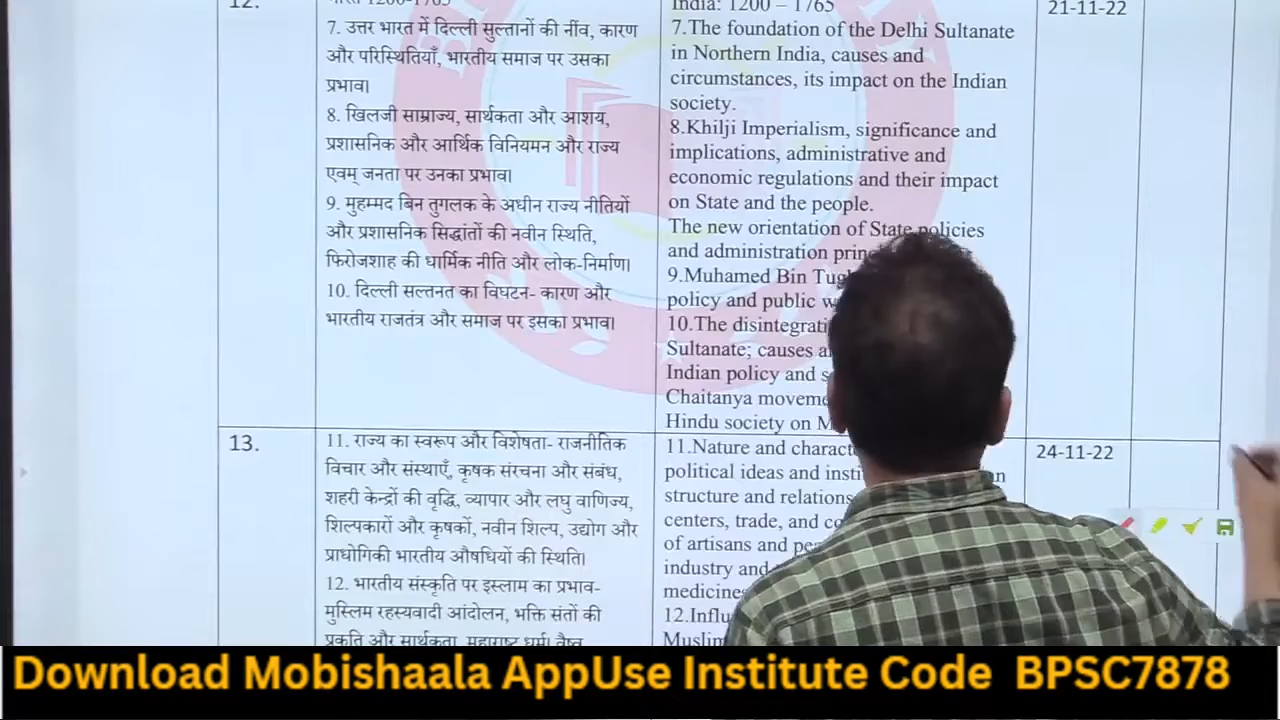 12.
7. उत्तर भारत में दिल्ली सुल्तानों की नींव, कारण
और परिस्थितियाँ, भारतीय समाज पर उसका
प्रभाव।
8. खिलजी साम्राज्य, सार्थकता और आशय,
प्रशासनिक और आर्थिक विनियमन और राज्य
एवम् जनता पर उनका प्रभाव।
9. मुहम्मद बिन तुगलक के अधीन राज्य नीतियों
और प्रशासनिक सिद्धांतों की नवीन स्थिति,
फिरोजशाह की धार्मिक नीति और लोक-निर्माण।
10. दिल्ली सल्तनत का विघटन- कारण और
भारतीय राजतंत्र और समाज पर इसका प्रभाव।
India: 1200 – 1765
7.The foundation of the Delhi Sultanate
in Northern India, causes and
circumstances, its impact on the Indian
society.
8.Khilji Imperialism, significance and
implications, administrative and
economic regulations and their impact
on State and the people.
The new orientation of State policies
and administration
9.Muhamed Bin
policy and public
10.The
Sultanate; causes
Indian policy and
Chaitanya
Hindu society on
21-11-22
13.
11. राज्य का स्वरूप और विशेषता- राजनीतिक
विचार और संस्थाएँ, कृषक संरचना और संबंध,
शहरी केन्द्रों की वृद्धि, व्यापार और लघु वाणिज्य,
शिल्पकारों और कृषकों, नवीन शिल्प, उद्योग और
प्राधोगिकी भारतीय औषधियों की स्थिति।
12. भारतीय संस्कृति पर इस्लाम का प्रभाव-
मुस्लिम रहस्यवादी आंदोलन, भक्ति संतों की
प्रकृति और सार्थकता, महाराष्ट्र धर्म।
11.Nature and
political ideas and
structure and relations
centers, trade, and
of artisans and
industry and
medicines
12.
Muslim
24-11-22
Download Mobishaala AppUse Institute Code BPSC7878